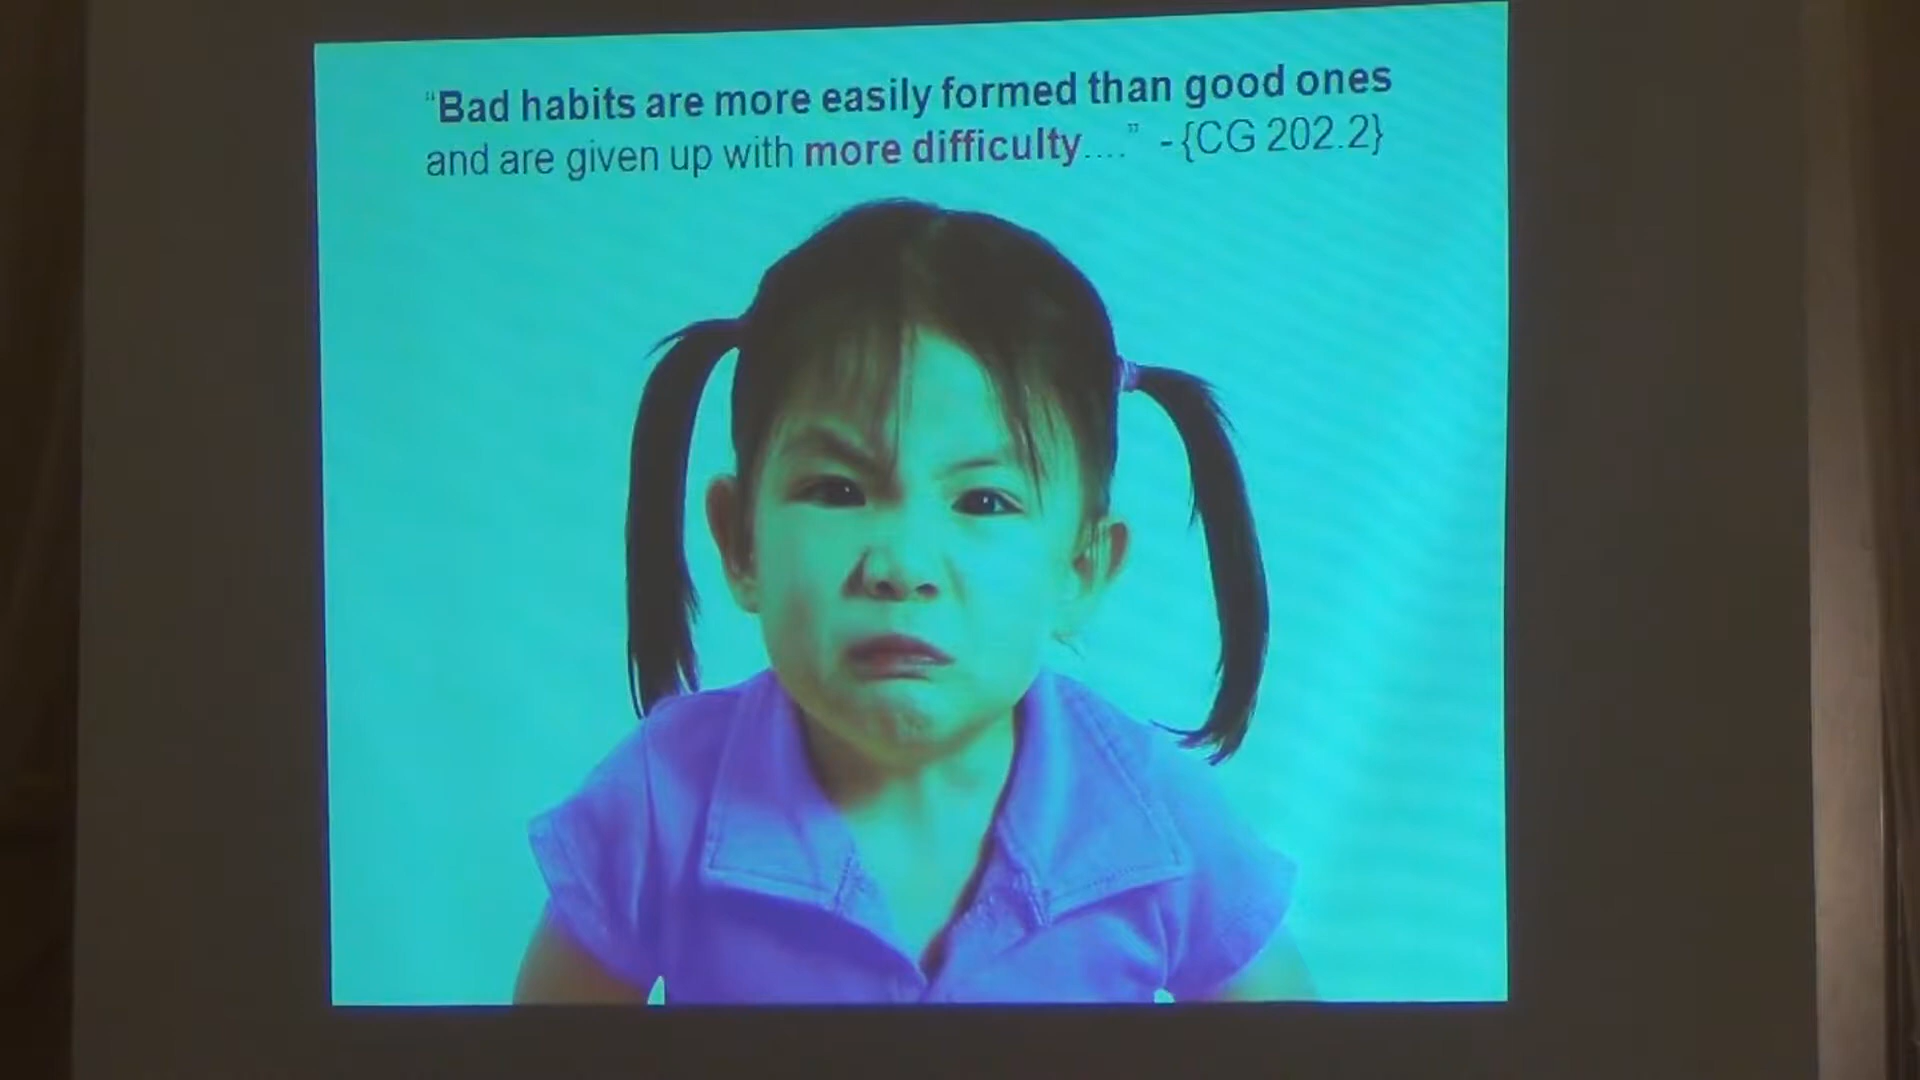 “Bad habits are more easily formed than good ones
and are given up with more difficulty....” -{CG 202.2}